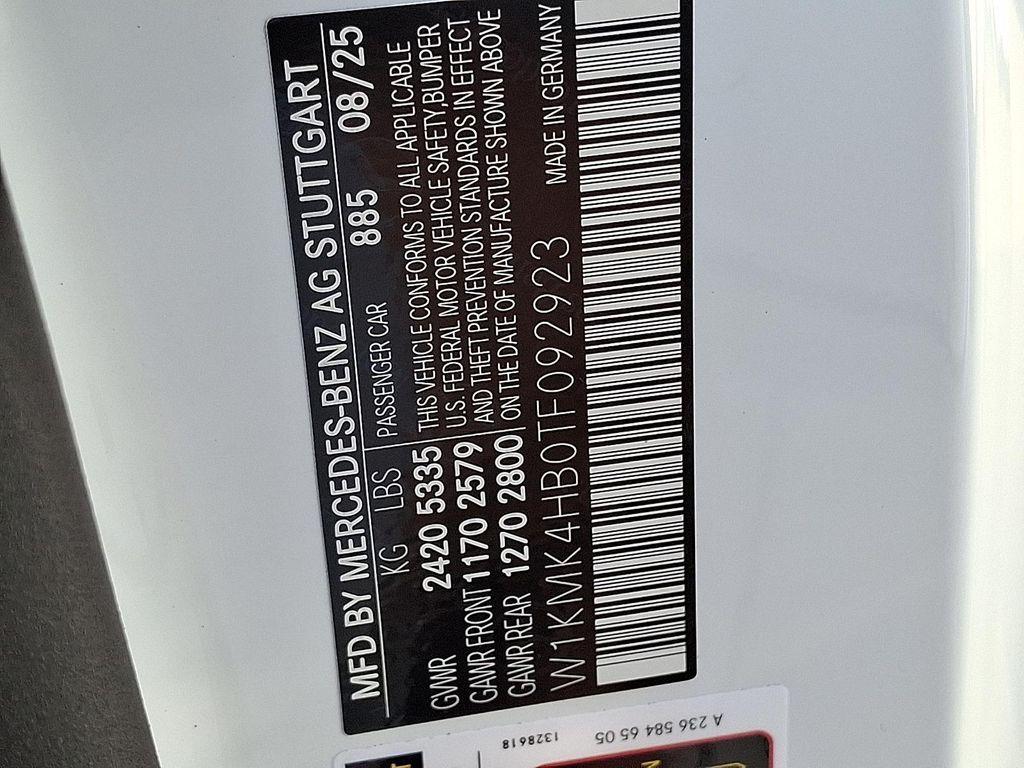 MFD BY MERCEDES-BENZ AG STUTTGART
KG LBS PASSENGER CAR 885 08/25
GVWR 2420 5335 THIS VEHICLE CONFORMS TO ALL APPLICABLE
U.S. FEDERAL MOTOR VEHICLE SAFETY,BUMPER
GAWR FRONT 1170 2579 AND THEFT PREVENTION STANDARDS IN EFFECT
GAWR REAR 1270 2800 ON THE DATE OF MANUFACTURE SHOWN ABOVE
W1KMK4HB0TF092923 MADE IN GERMANY
A 236 584 65 05
1328618